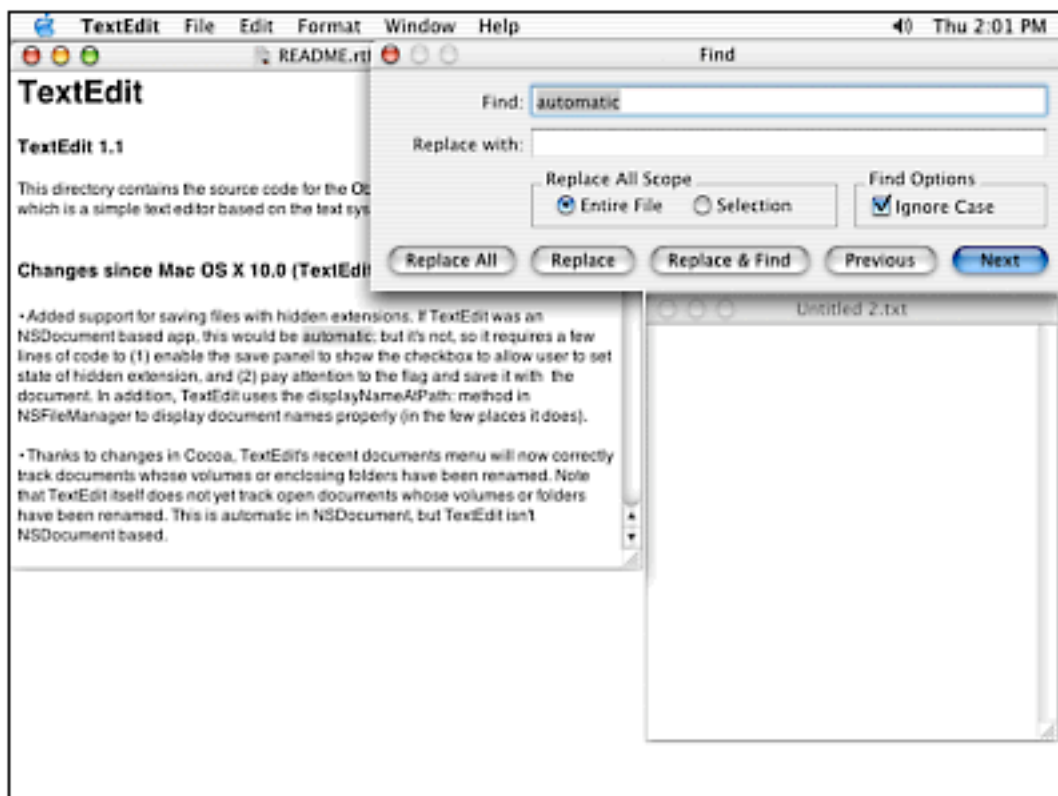 TextEdit File Edit Format Window Help Thu 2:01 PM
README.rtf
TextEdit
TextEdit 1.1
This directory contains the source code for the
which is a simple text editor based on the text
Changes since Mac OS X 10.0 (TextEdit
•Added support for saving files with hidden extensions. If TextEdit was an
NSDocument based app, this would be automatic; but it's not, so it requires a few
lines of code to (1) enable the save panel to show the checkbox to allow user to set
state of hidden extension, and (2) pay attention to the flag and save it with the
document. In addition, TextEdit uses the displayNameAtPath: method in
NSFileManager to display document names properly (in the few places it does).
•Thanks to changes in Cocoa, TextEdit's recent documents menu will now correctly
track documents whose volumes or enclosing folders have been renamed. Note
that TextEdit itself does not yet track open documents whose volumes or folders
have been renamed. This is automatic in NSDocument, but TextEdit isn't
NSDocument based.
Find
Find: automatic
Replace with:
Replace All Scope Find Options
Entire File Selection Ignore Case
Replace All Replace Replace & Find Previous Next
Untitled 2.txt